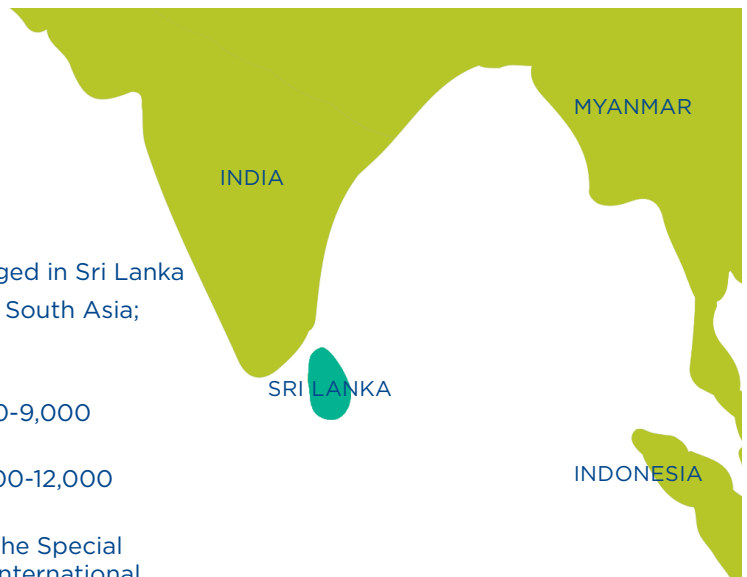 MYANMAR
INDIA
ged in Sri Lanka
South Asia;
SRI LANKA
0-9,000
INDONESIA
00-12,000
he Special
nternational